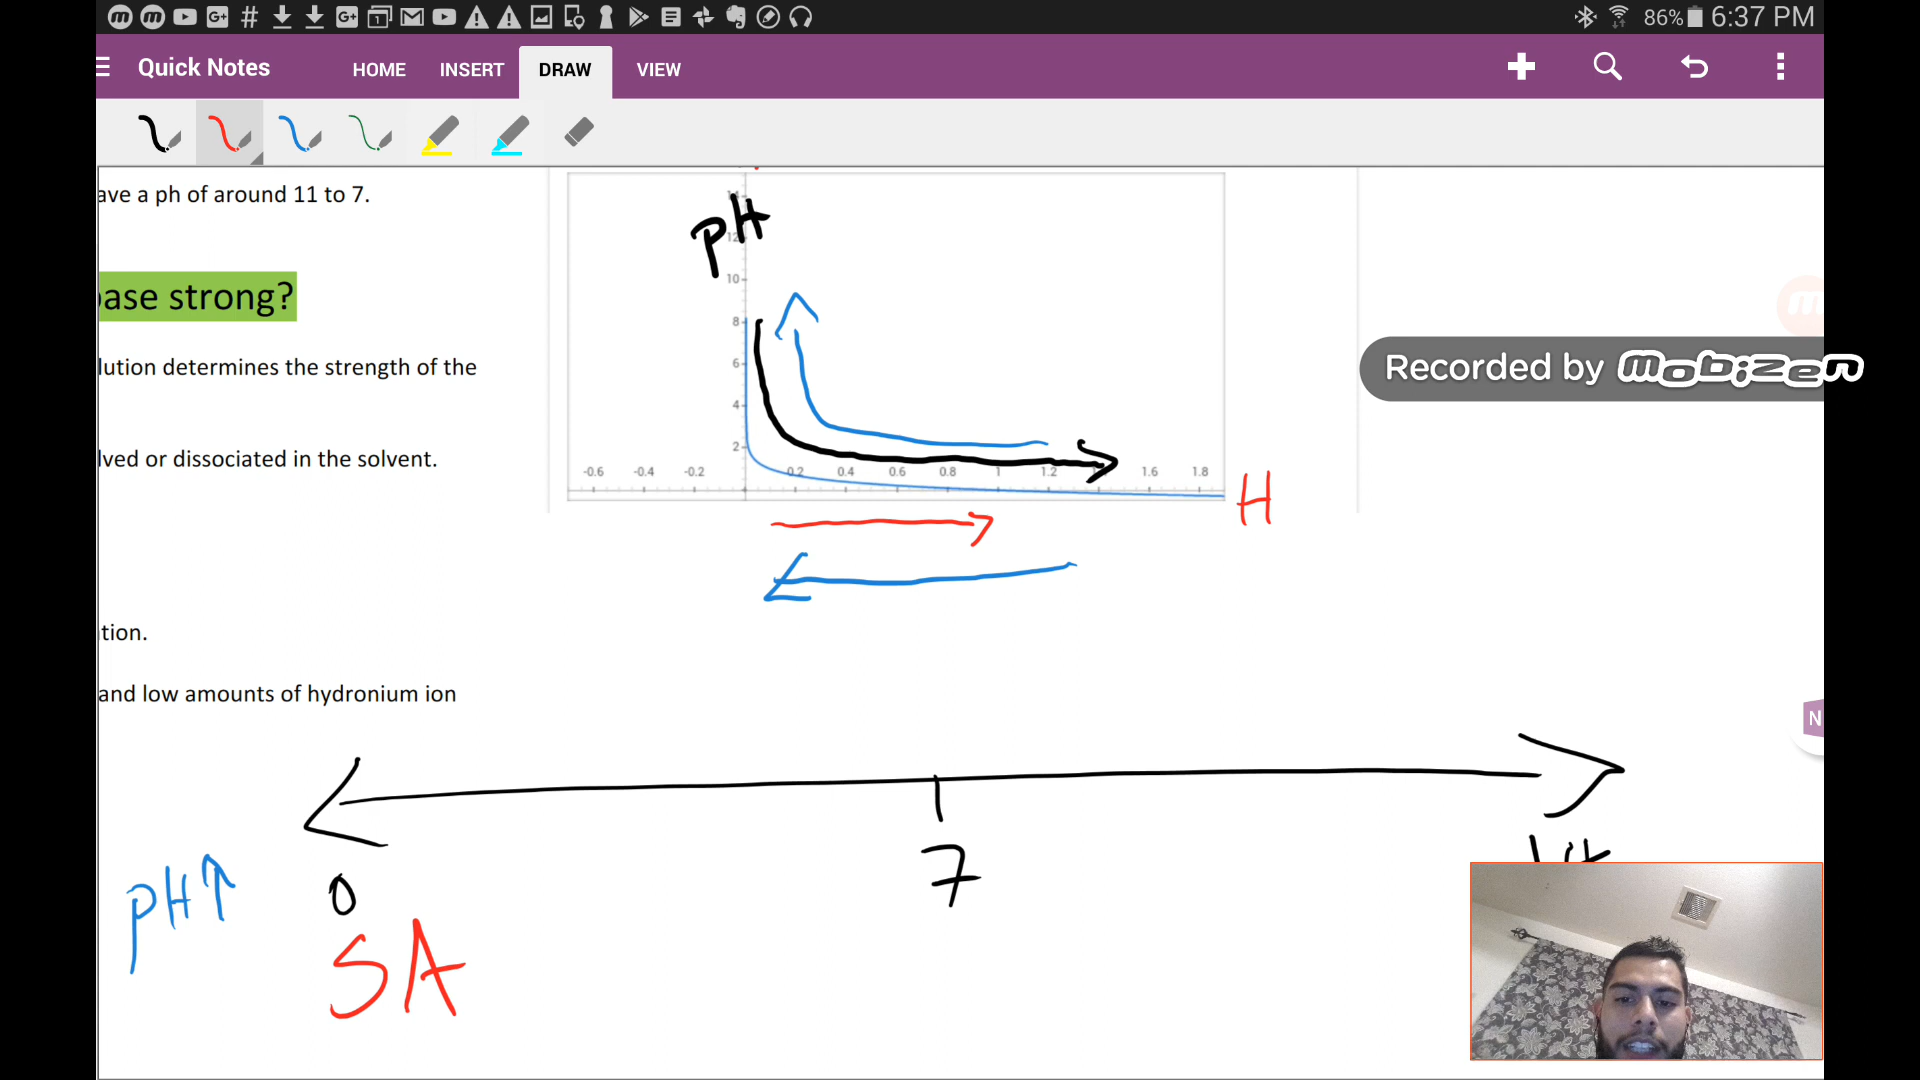 86% 6:37 PM
Quick Notes HOME INSERT DRAW VIEW
ave a ph of around 11 to 7.
pH
14
12
10
8
6
4
2
-0.6 -0.4 -0.2 0.2 0.4 0.6 0.8 1 1.2 1.6 1.8
H
ase strong?
lution determines the strength of the
lved or dissociated in the solvent.
Recorded by mobizen
tion.
and low amounts of hydronium ion
N
0 7 14
pH↑
SA